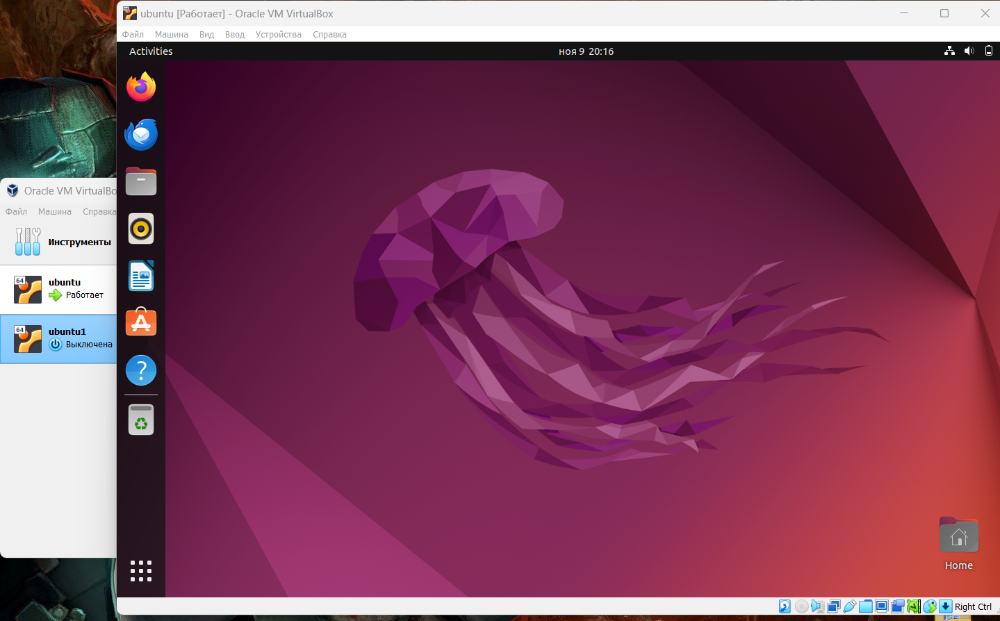 ubuntu [Работает] - Oracle VM VirtualBox
Файл Машина Вид Ввод Устройства Справка
Activities
ноя 9 20:16
Oracle VM VirtualBo
Файл Машина Справка
Инструменты
64
ubuntu
Работает
64
ubuntu1
Выключена
Home
Right Ctrl